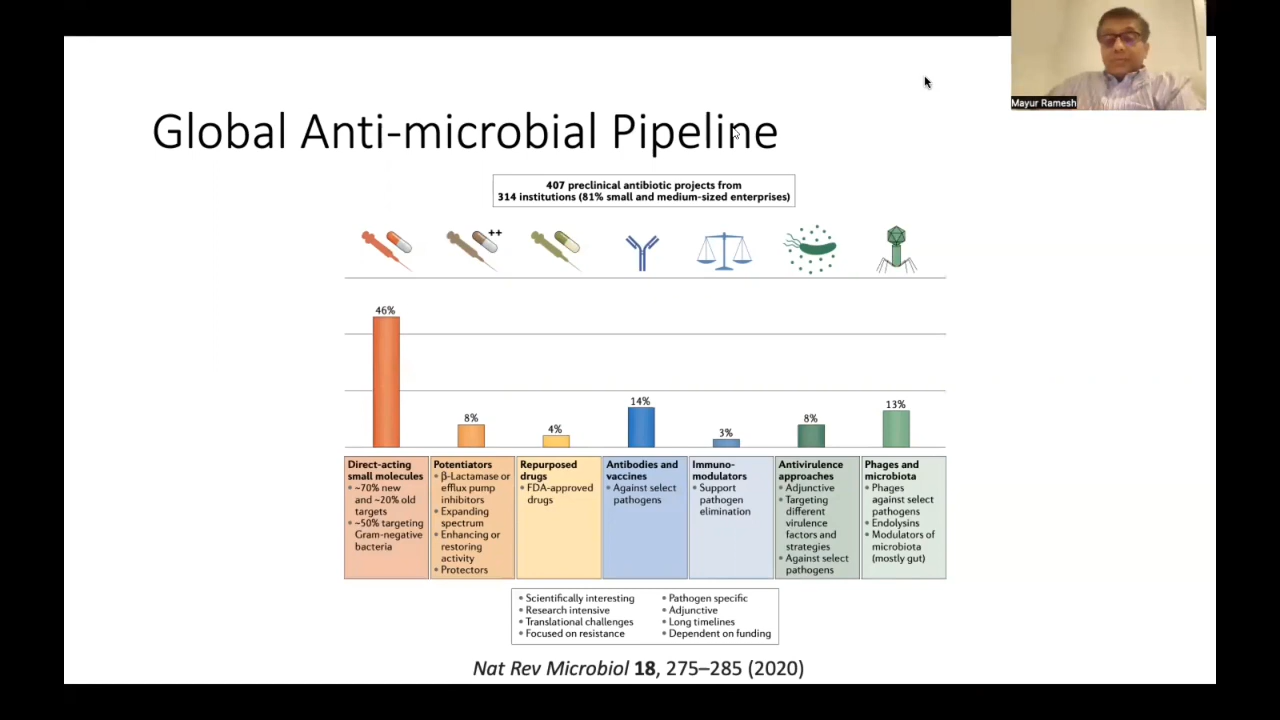 Mayur Ramesh
Global Anti-microbial Pipeline
407 preclinical antibiotic projects from
314 institutions (81% small and medium-sized enterprises)
++
46%
8%
4%
14%
3%
8%
13%
Direct-acting
small molecules
• ~70% new
and ~20% old
targets
• ~50% targeting
Gram-negative
bacteria
Potentiators
• β-Lactamase or
efflux pump
inhibitors
• Expanding
spectrum
• Enhancing or
restoring
activity
• Protectors
Repurposed
drugs
• FDA-approved
drugs
Antibodies and
vaccines
• Against select
pathogens
Immuno-
modulators
• Support
pathogen
elimination
Antivirulence
approaches
• Adjunctive
• Targeting
different
virulence
factors and
strategies
• Against select
pathogens
Phages and
microbiota
• Phages
against select
pathogens
• Endolysins
• Modulators of
microbiota
(mostly gut)
• Scientifically interesting
• Research intensive
• Translational challenges
• Focused on resistance
• Pathogen specific
• Adjunctive
• Long timelines
• Dependent on funding
Nat Rev Microbiol 18, 275–285 (2020)